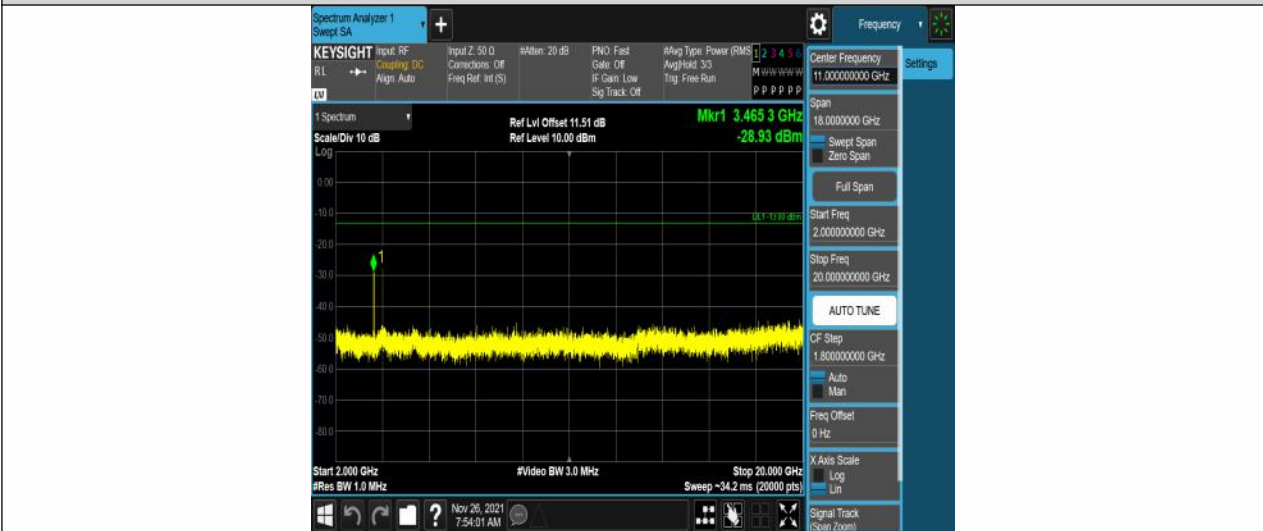 Spectrum Analyzer 1
Swept SA
+
Frequency
KEYSIGHT
RL
Input: RF
Coupling: DC
Align: Auto
Input Z: 50 Ω
Corrections: Off
Freq Ref: Int (S)
#Atten: 20 dB
PNO: Fast
Gate: Off
IF Gain: Low
Sig Track: Off
#Avg Type: Power (RMS
Avg|Hold: 3/3
Trig: Free Run
1 2 3 4 5 6
M W W W W W
P P P P P P
LV
1 Spectrum
Scale/Div 10 dB
Ref Lvl Offset 11.51 dB
Ref Level 10.00 dBm
Mkr1 3.465 3 GHz
-28.93 dBm
Log
0.00
-10.0
-20.0
-30.0
-40.0
-50.0
-60.0
-70.0
-80.0
DL1 -13.00 dBm
1
Start 2.000 GHz
#Res BW 1.0 MHz
#Video BW 3.0 MHz
Stop 20.000 GHz
Sweep ~34.2 ms (20000 pts)
?
Nov 26, 2021
7:54:01 AM
Center Frequency
11.000000000 GHz
Settings
Span
18.0000000 GHz
Swept Span
Zero Span
Full Span
Start Freq
2.000000000 GHz
Stop Freq
20.000000000 GHz
AUTO TUNE
CF Step
1.800000000 GHz
Auto
Man
Freq Offset
0 Hz
X Axis Scale
Log
Lin
Signal Track
(Span Zoom)